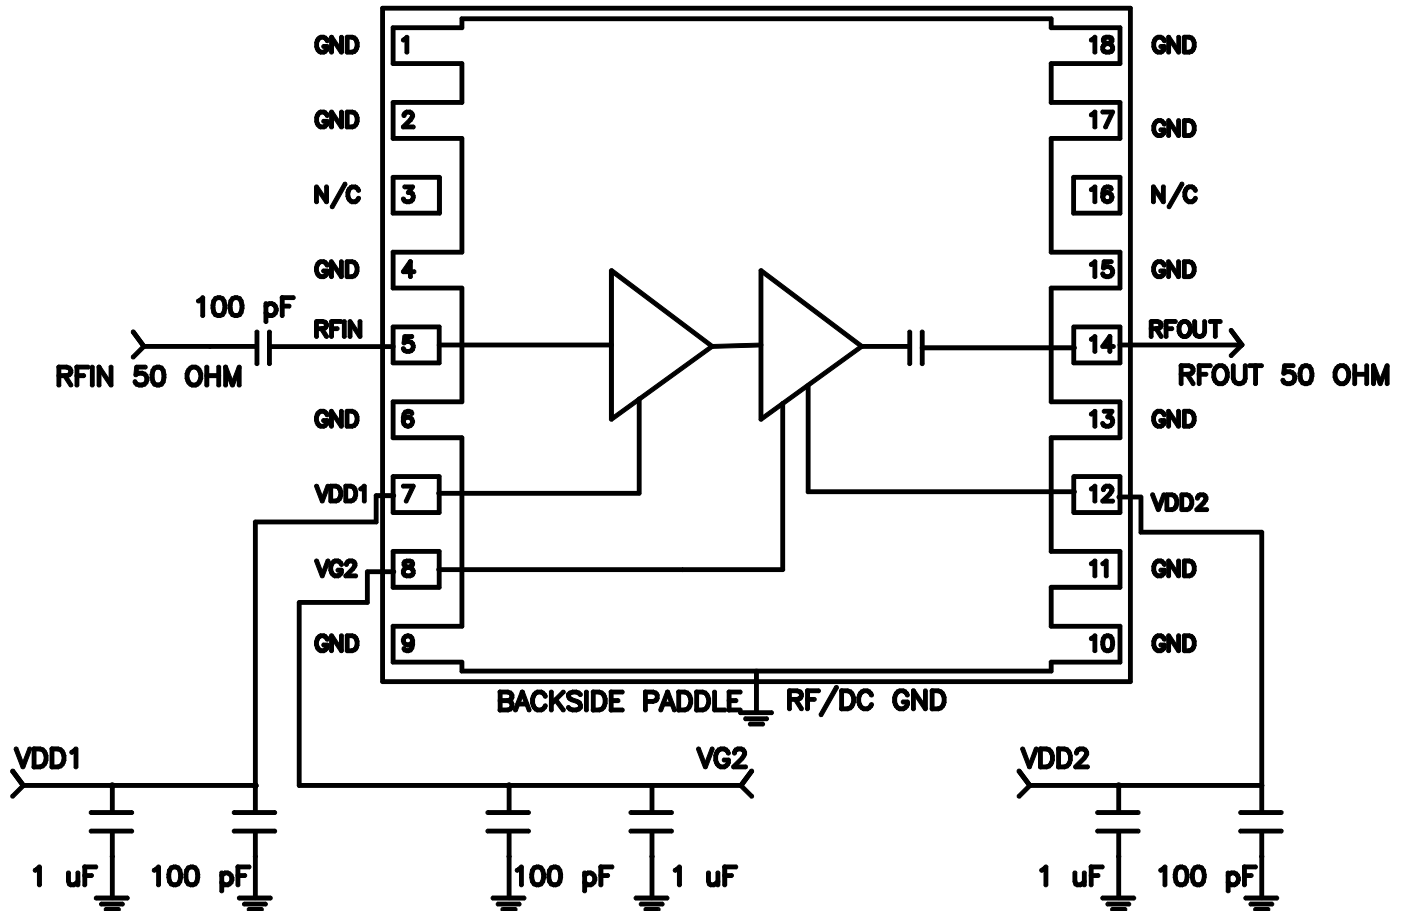 GND 1 18 GND
GND 2 17 GND
N/C 3 16 N/C
GND 4 15 GND
100 pF
RFIN 5 14 RFOUT
RFIN 50 OHM
RFOUT 50 OHM
GND 6 13 GND
VDD1 7 12 VDD2
VG2 8 11 GND
GND 9 10 GND
BACKSIDE PADDLE RF/DC GND
VDD1 VG2 VDD2
1 uF 100 pF 100 pF 1 uF 1 uF 100 pF